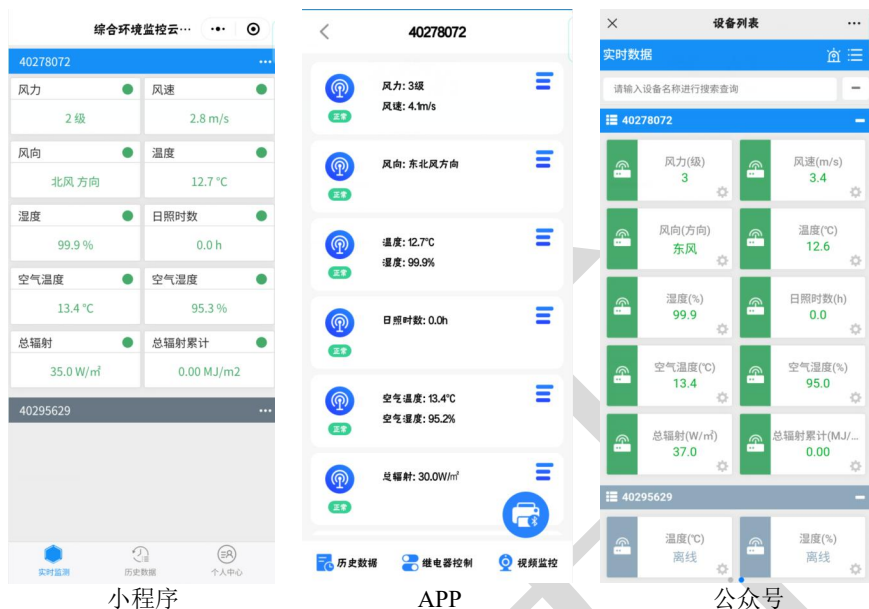 综合环境监控云…
40278072
风力
风速
2 级
2.8 m/s
风向
温度
北风 方向
12.7 °C
湿度
日照时数
99.9 %
0.0 h
空气温度
空气湿度
13.4 °C
95.3 %
总辐射
总辐射累计
35.0 W/㎡
0.00 MJ/m2
40295629
实时监测
历史数据
个人中心
小程序
40278072
风力: 3级
风速: 4.1m/s
正常
风向: 东北风方向
正常
温度: 12.7°C
湿度: 99.9%
正常
日照时数: 0.0h
正常
空气温度: 13.4°C
空气湿度: 95.2%
正常
总辐射: 30.0W/㎡
正常
历史数据
继电器控制
视频监控
APP
设备列表
实时数据
请输入设备名称进行搜索查询
40278072
风力(级)
3
风速(m/s)
3.4
风向(方向)
东风
温度(℃)
12.6
湿度(%)
99.9
日照时数(h)
0.0
空气温度(℃)
13.4
空气湿度(%)
95.0
总辐射(W/㎡)
37.0
总辐射累计(MJ/...
0.00
40295629
温度(℃)
离线
湿度(%)
离线
公众号